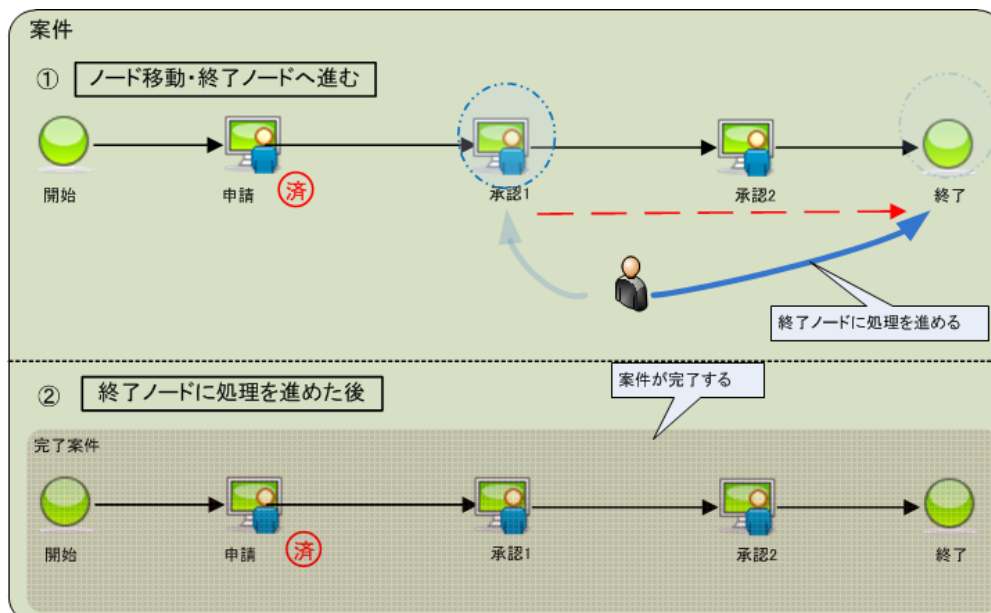 案件
① ノード移動・終了ノードへ進む
開始
申請
済
承認1
承認2
終了
終了ノードに処理を進める
② 終了ノードに処理を進めた後
案件が完了する
完了案件
開始
申請
済
承認1
承認2
終了